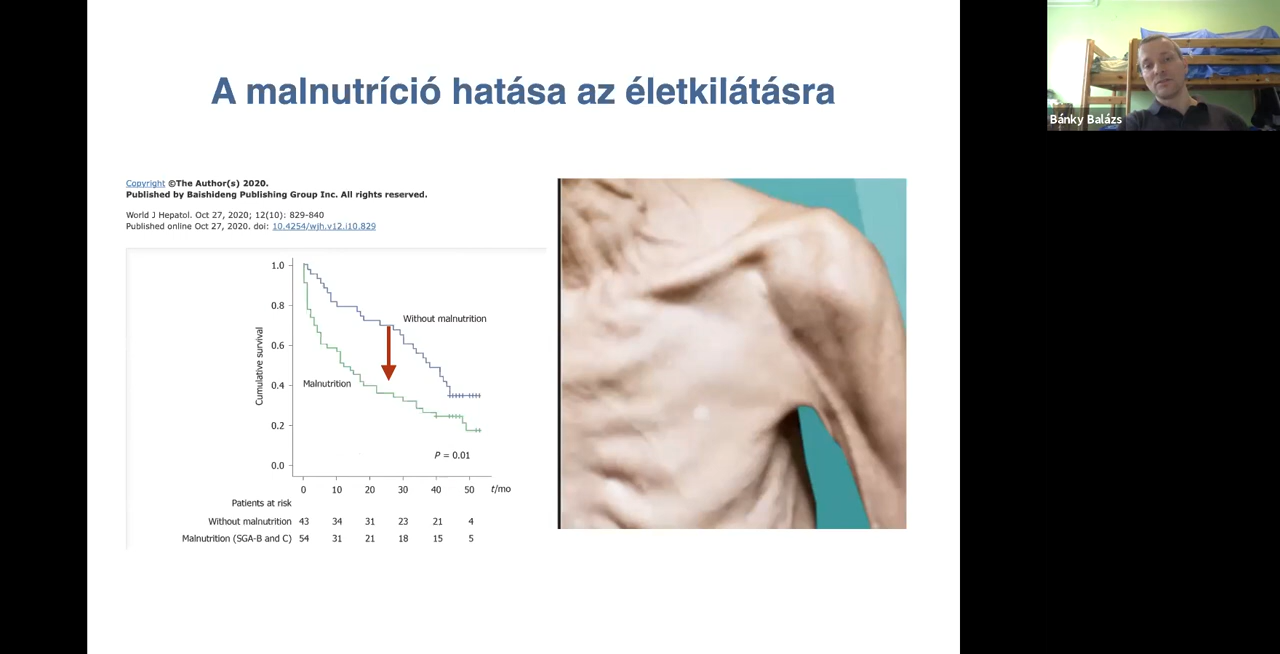 A malnutríció hatása az életkilátásra
Bánky Balázs
Copyright ©The Author(s) 2020.
Published by Baishideng Publishing Group Inc. All rights reserved.
World J Hepatol. Oct 27, 2020; 12(10): 829-840
Published online Oct 27, 2020. doi: 10.4254/wjh.v12.i10.829
1.0
0.8
0.6
0.4
0.2
0.0
Cumulative survival
Without malnutrition
Malnutrition
P = 0.01
0 10 20 30 40 50 t/mo
Patients at risk
Without malnutrition 43 34 31 23 21 4
Malnutrition (SGA-B and C) 54 31 21 18 15 5